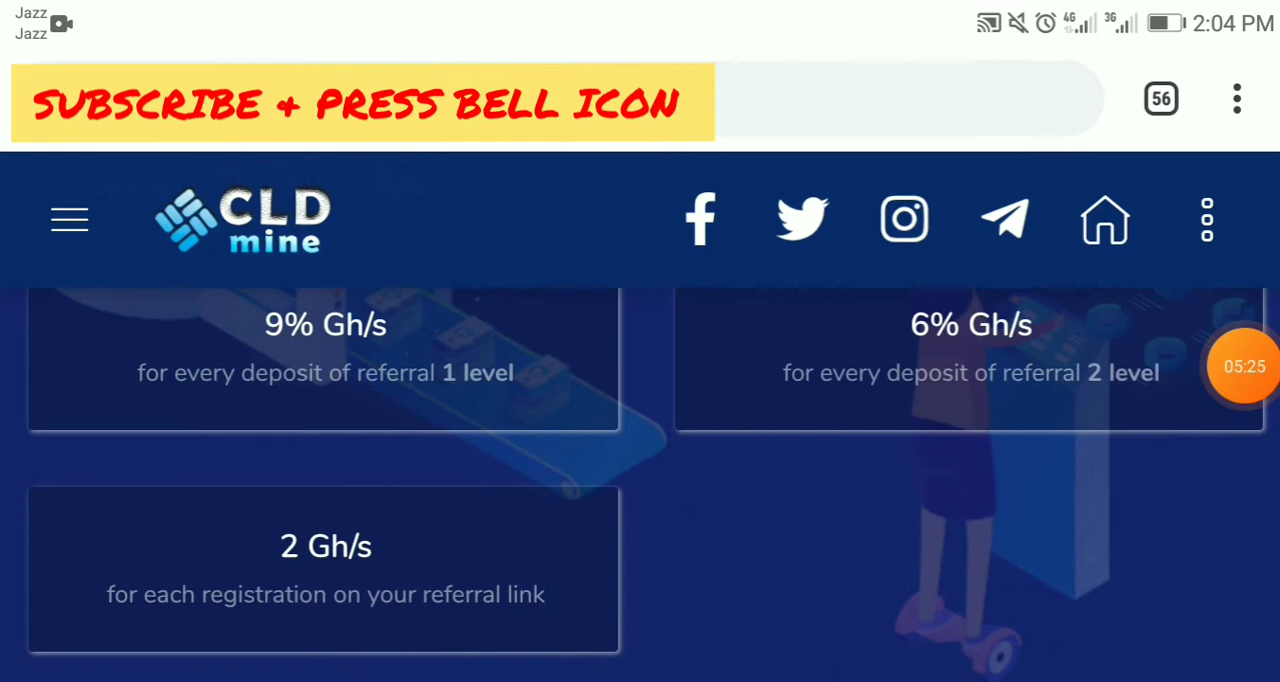 Jazz
Jazz
4G
3G
2:04 PM
SUBSCRIBE & PRESS BELL ICON
56
CLD
mine
9% Gh/s
for every deposit of referral 1 level
6% Gh/s
for every deposit of referral 2 level
05:25
2 Gh/s
for each registration on your referral link